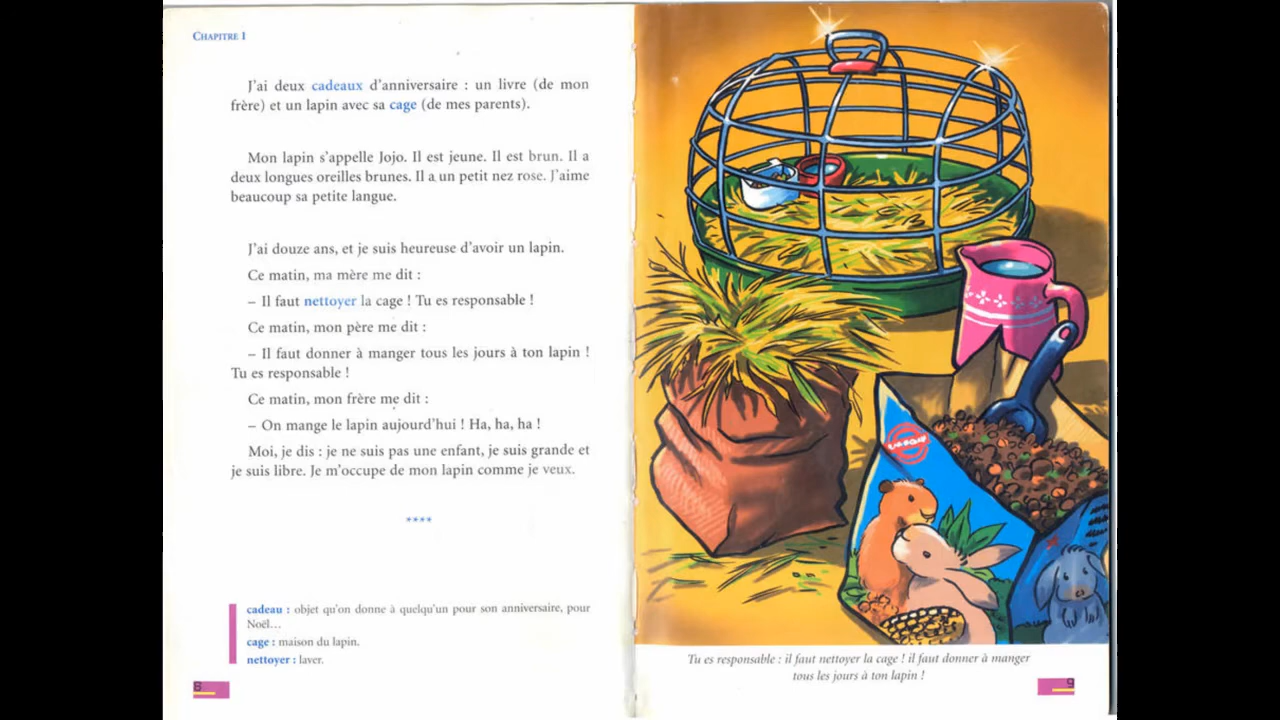 CHAPITRE 1
J'ai deux cadeaux d'anniversaire : un livre (de mon
frère) et un lapin avec sa cage (de mes parents).
Mon lapin s'appelle Jojo. Il est jeune. Il est brun. Il a
deux longues oreilles brunes. Il a un petit nez rose. J'aime
beaucoup sa petite langue.
J'ai douze ans, et je suis heureuse d'avoir un lapin.
Ce matin, ma mère me dit :
– Il faut nettoyer la cage ! Tu es responsable !
Ce matin, mon père me dit :
– Il faut donner à manger tous les jours à ton lapin !
Tu es responsable !
Ce matin, mon frère me dit :
– On mange le lapin aujourd'hui ! Ha, ha, ha !
Moi, je dis : je ne suis pas une enfant, je suis grande et
je suis libre. Je m'occupe de mon lapin comme je veux.
****
cadeau : objet qu'on donne à quelqu'un pour son anniversaire, pour
Noël…
cage : maison du lapin.
nettoyer : laver.
Tu es responsable : il faut nettoyer la cage ! il faut donner à manger
tous les jours à ton lapin !
9